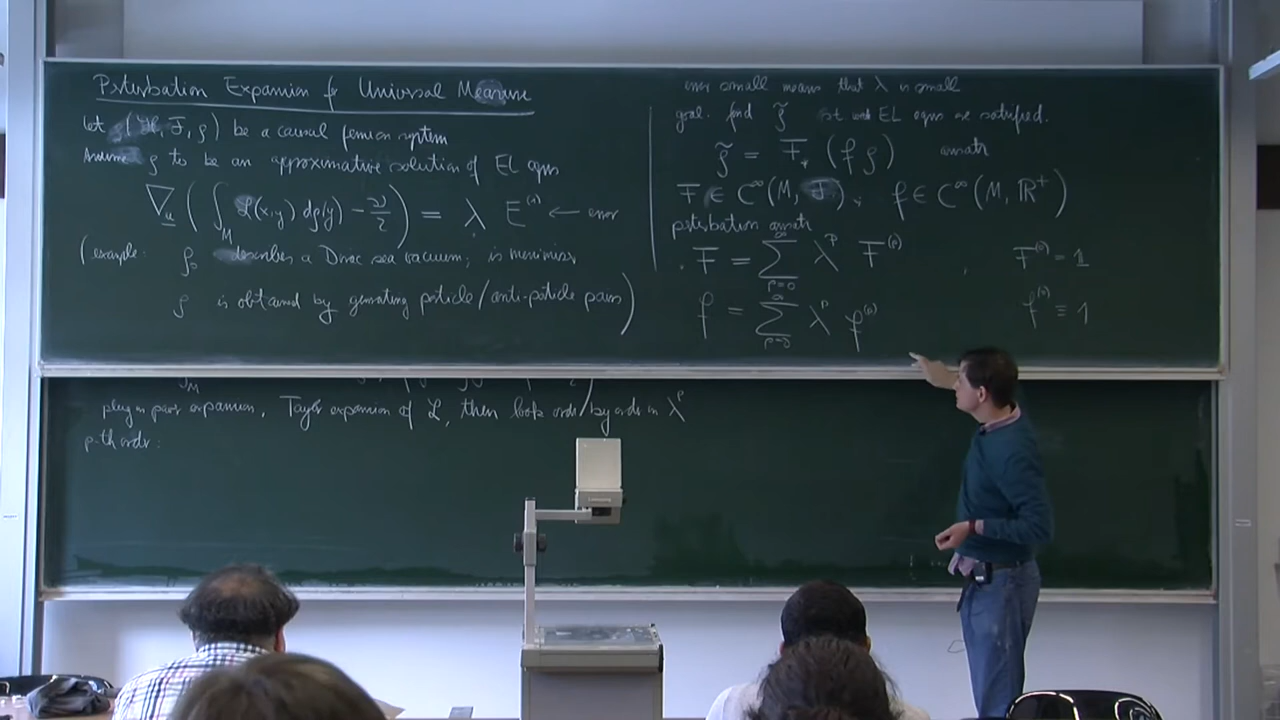 Perturbation Expansion for Universal Measure
Let (ℋ, F, ρ) be a causal fermion system
Assume ρ to be an approximative solution of EL eqns
∇_u ( ∫_M ℒ(x,y) dρ(y) − ν/2 ) = λ E^(1) ← error
(example: ρ_0 describes a Dirac sea vacuum, is minimizer
ρ is obtained by generating particle/anti-particle pairs)
error small means that λ is small
goal. find ρ̃ st EL eqns are satisfied.
ρ̃ = F_* (f ρ) ansatz
F ∈ C^∞(M, F), f ∈ C^∞(M, ℝ^+)
perturbation ansatz
F = ∑_{p=0}^∞ λ^p F^(p) , F^(0) = 𝟙
f = ∑_{p=0}^∞ λ^p f^(p) f^(0) ≡ 1
plug in power expansion, Taylor expansion of ℒ, then look order by order in λ^p
p-th order: